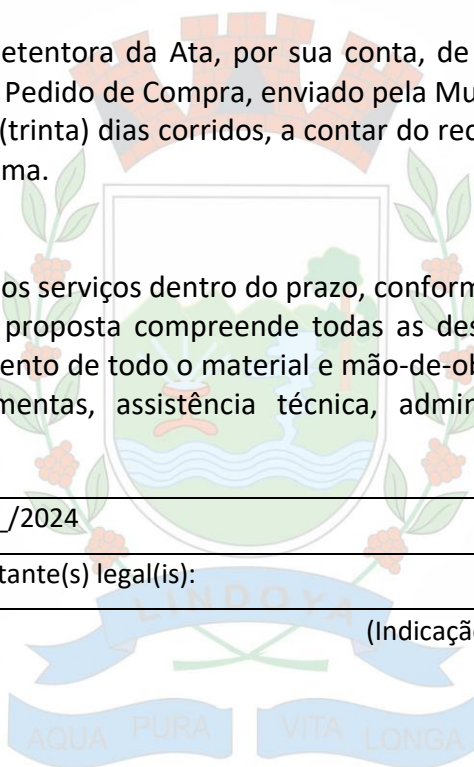 etentora da Ata, por sua conta, de
Pedido de Compra, enviado pela Mu
(trinta) dias corridos, a contar do rec
ma.
os serviços dentro do prazo, conform
proposta compreende todas as des
ento de todo o material e mão-de-ob
mentas, assistência técnica, admin
_/2024
tante(s) legal(is):
LINDOYA
(Indicação
AQUA PURA VITA LONGA